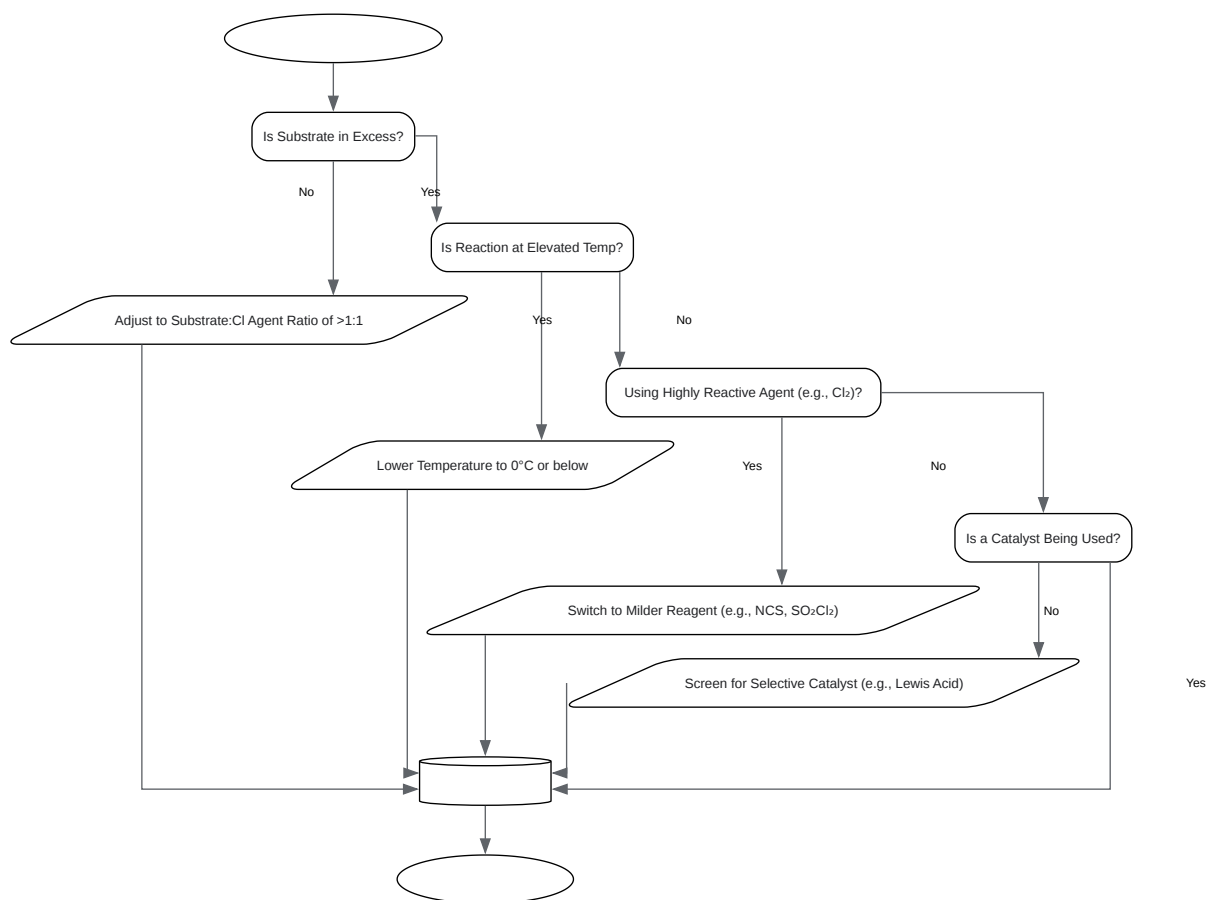 Is Substrate in Excess?
No
Yes
Is Reaction at Elevated Temp?
Adjust to Substrate:Cl Agent Ratio of >1:1
Yes
No
Using Highly Reactive Agent (e.g., Cl₂)?
Lower Temperature to 0°C or below
Yes
No
Is a Catalyst Being Used?
Switch to Milder Reagent (e.g., NCS, SO₂Cl₂)
No
Screen for Selective Catalyst (e.g., Lewis Acid)
Yes